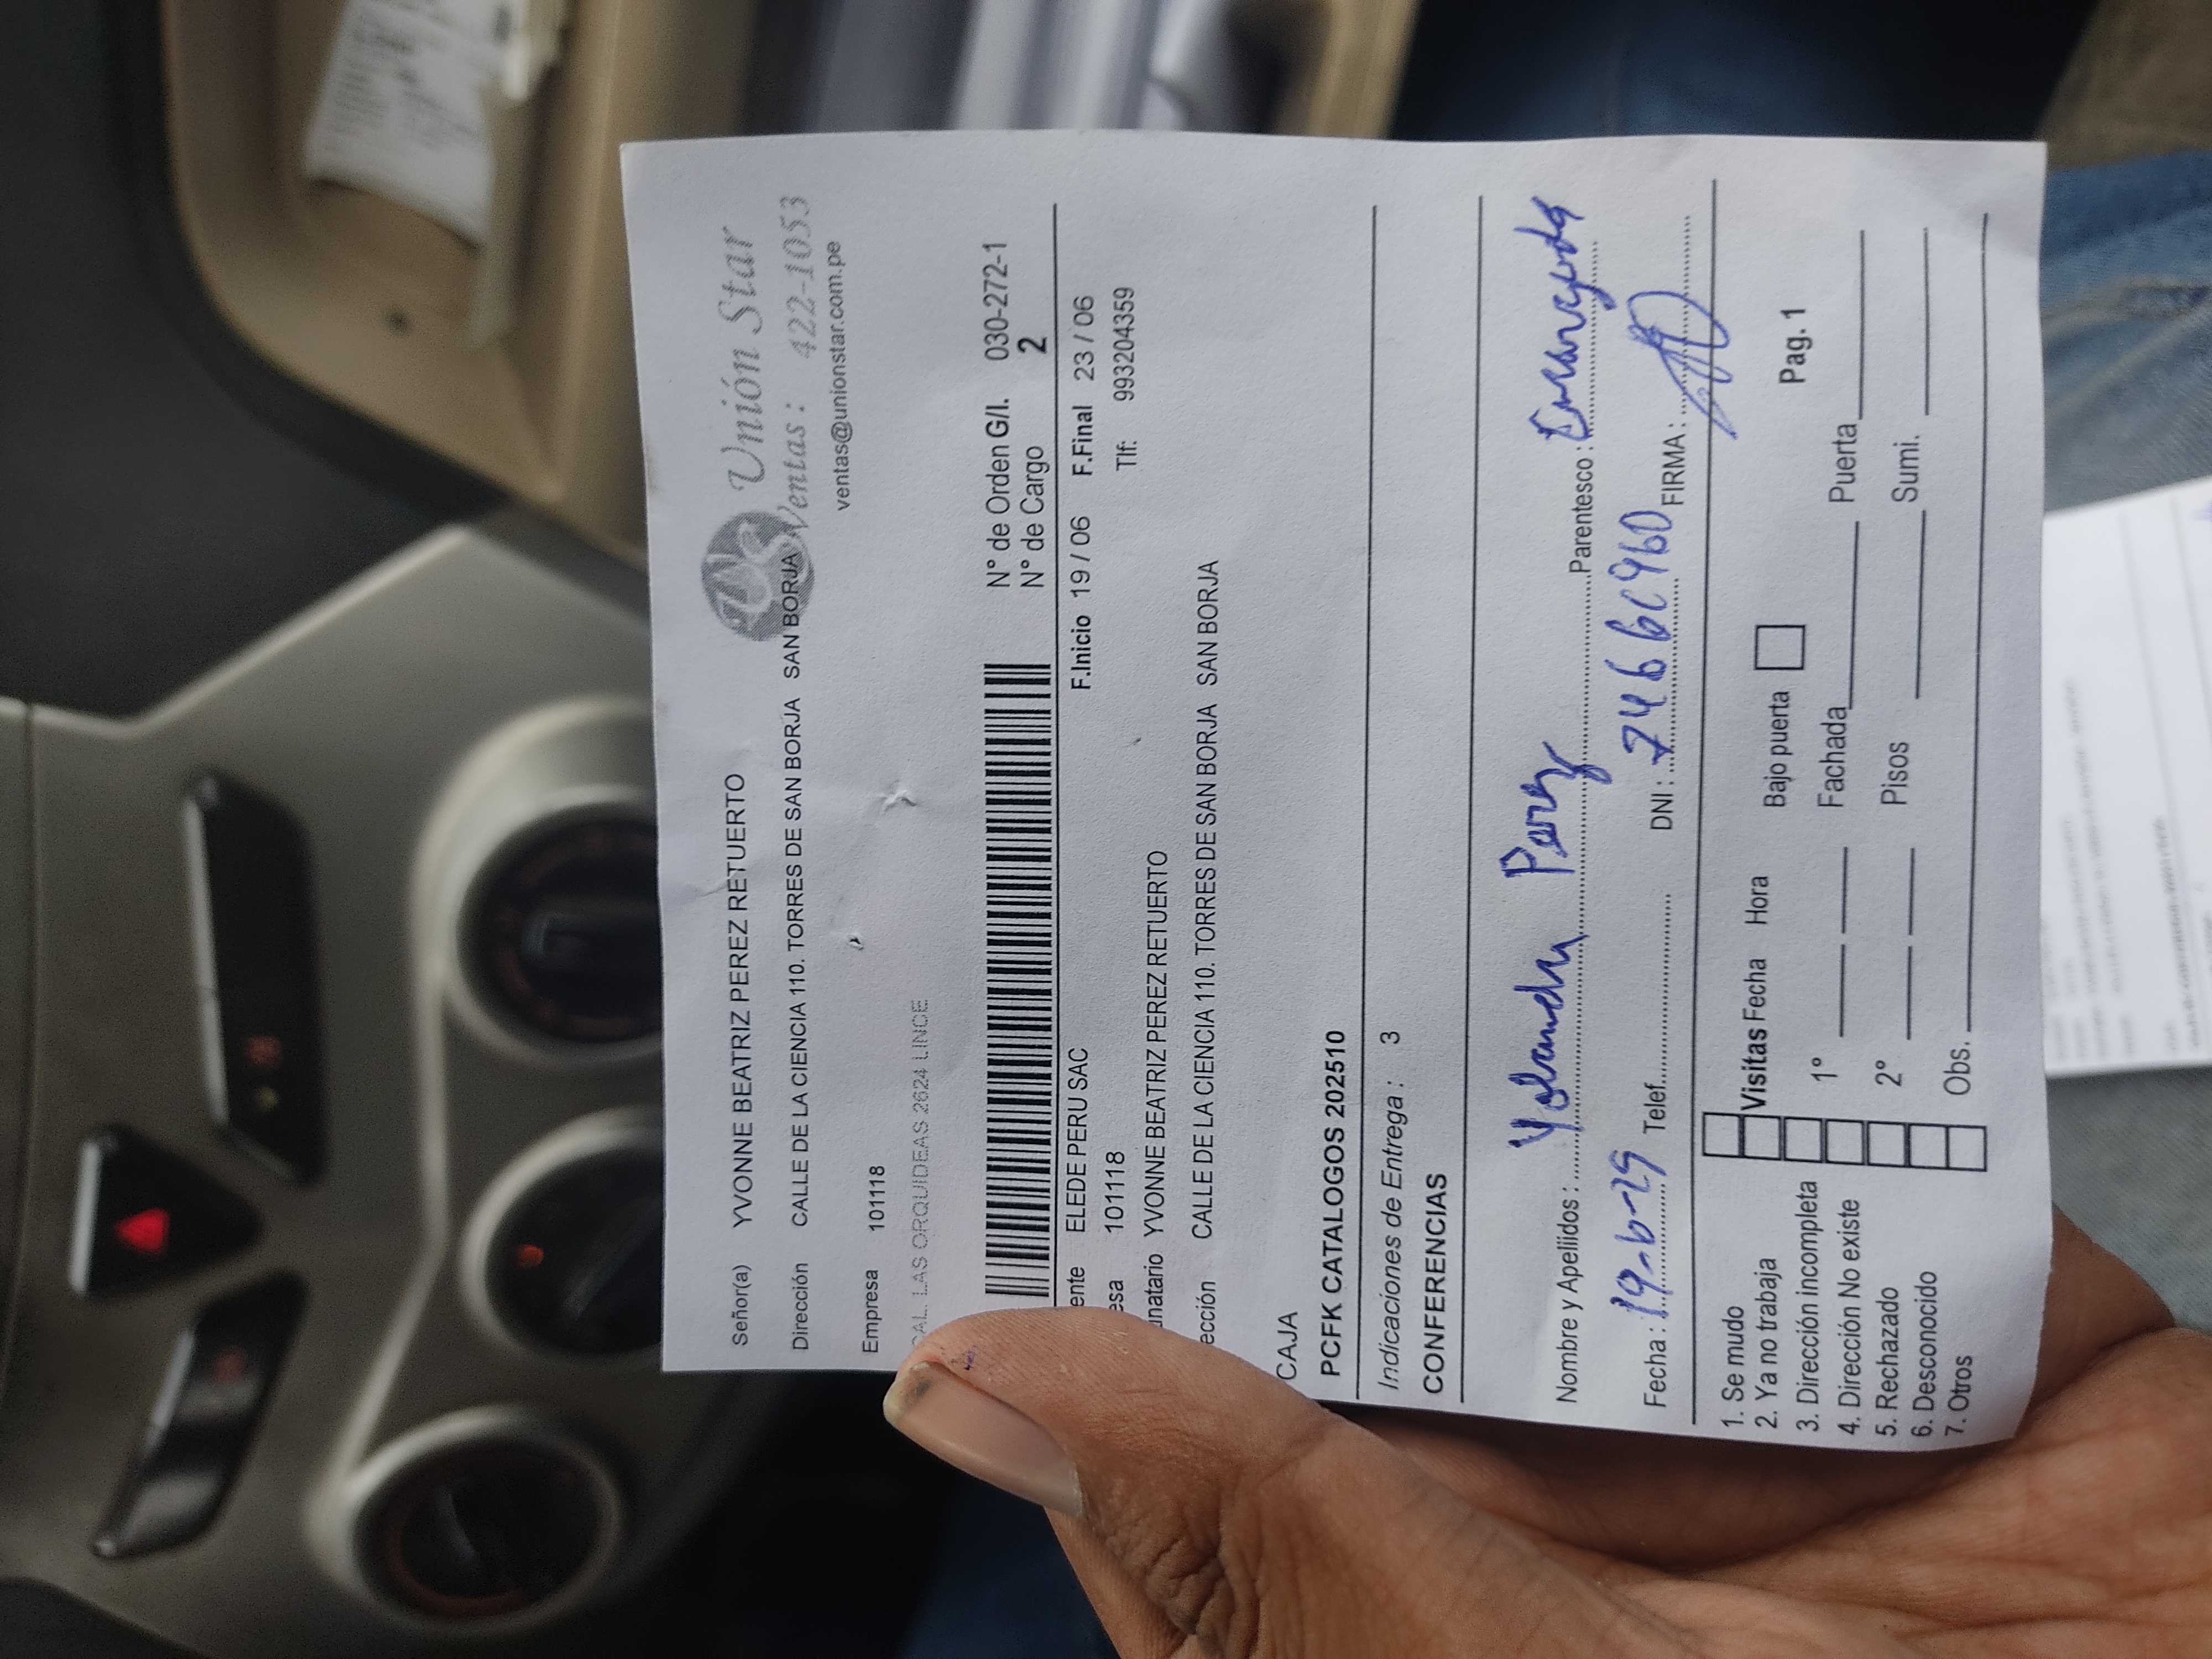 Unión Star
Ventas: 422-1053
ventas@unionstar.com.pe
Señor(a) YVONNE BEATRIZ PEREZ RETUERTO
Dirección CALLE DE LA CIENCIA 110. TORRES DE SAN BORJA SAN BORJA
Empresa 101118
CAL. LAS ORQUIDEAS 2624 LINCE
N° de Orden G/I. 030-272-1
N° de Cargo 2
ente ELEDE PERU SAC F.Inicio 19 / 06 F.Final 23 / 06
esa 101118 Tlf: 993204359
natario YVONNE BEATRIZ PEREZ RETUERTO
ección CALLE DE LA CIENCIA 110. TORRES DE SAN BORJA SAN BORJA
CAJA
PCFK CATALOGOS 202510
Indicaciones de Entrega : 3
CONFERENCIAS
Nombre y Apellidos : Yolanda Perez Parentesco : Encargada
Fecha : 19-6-25 Telef. DNI : FIRMA :
1. Se mudo
2. Ya no trabaja
3. Dirección incompleta
4. Dirección No existe
5. Rechazado
6. Desconocido
7. Otros
Visitas Fecha Hora Bajo puerta Pag. 1
1° Fachada Puerta
2° Pisos Sumi.
Obs.